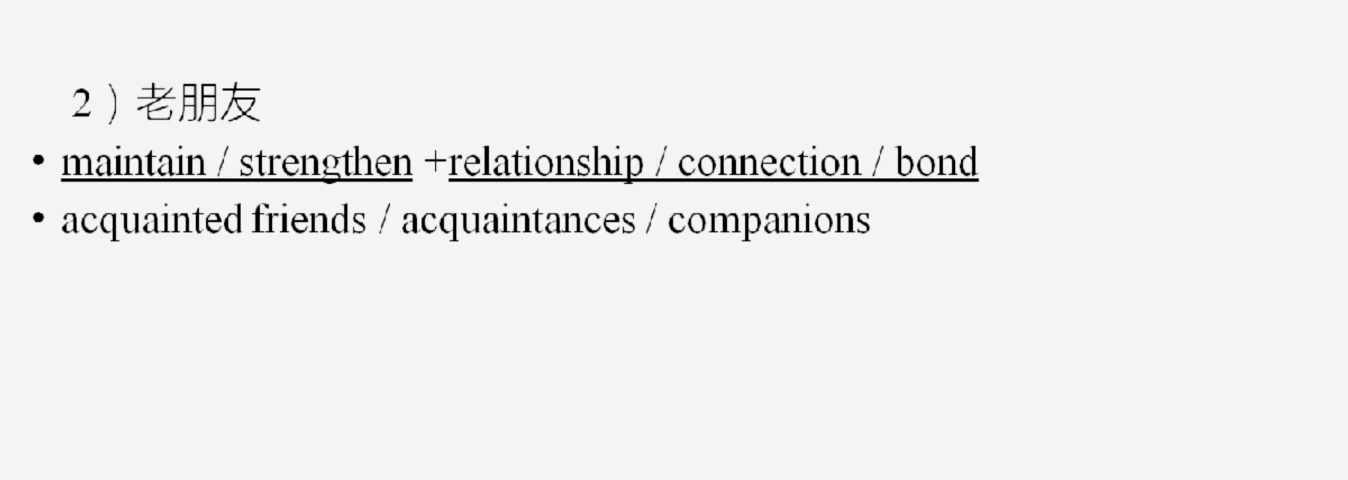 2）老朋友
• maintain / strengthen +relationship / connection / bond
• acquainted friends / acquaintances / companions